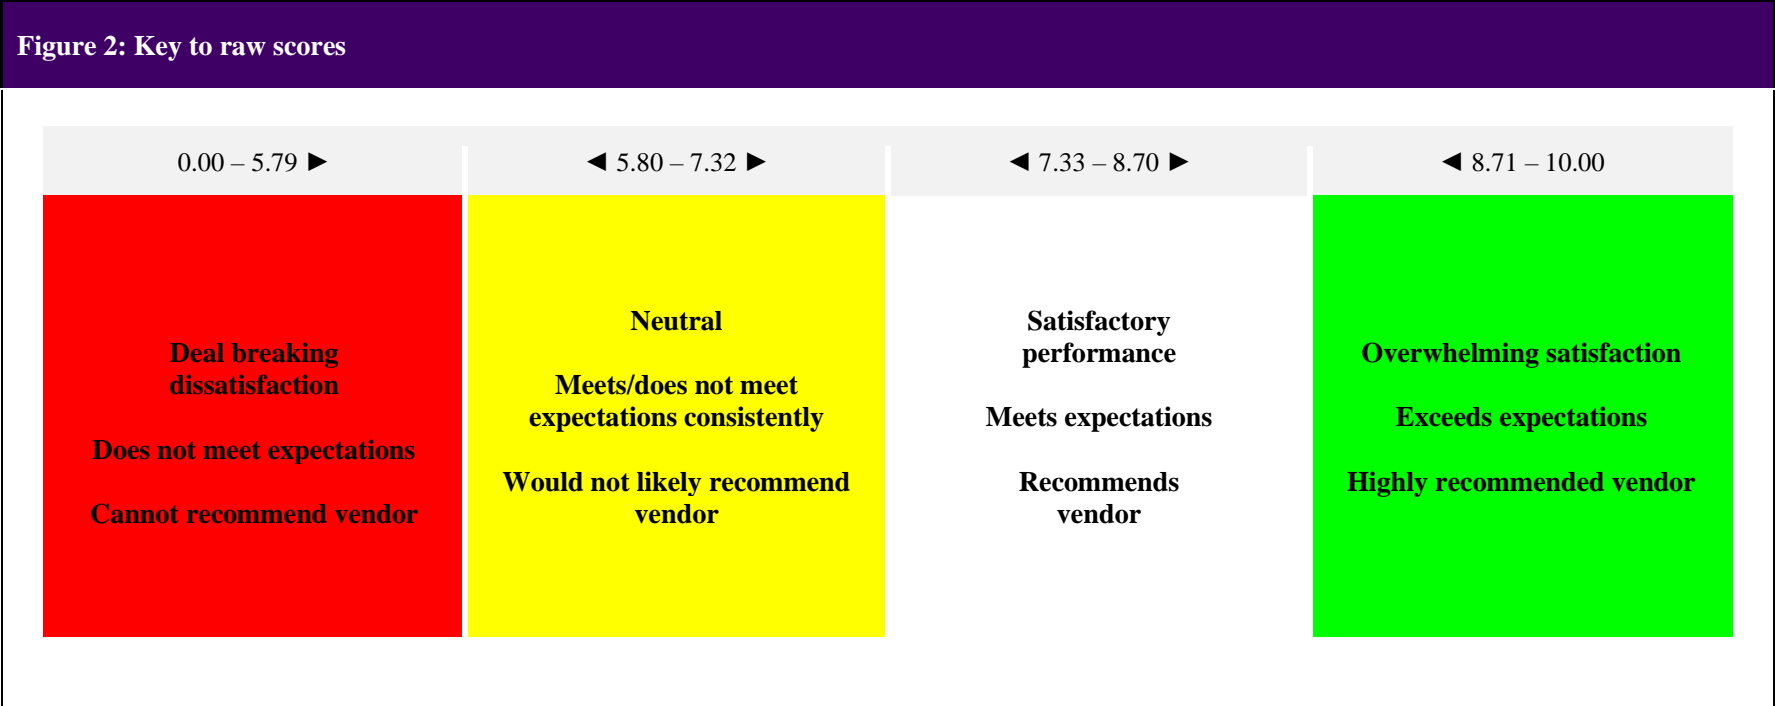 Figure 2: Key to raw scores
0.00 – 5.79 ►
◄ 5.80 – 7.32 ►
◄ 7.33 – 8.70 ►
◄ 8.71 – 10.00
Deal breaking
dissatisfaction
Does not meet expectations
Cannot recommend vendor
Neutral
Meets/does not meet
expectations consistently
Would not likely recommend
vendor
Satisfactory
performance
Meets expectations
Recommends
vendor
Overwhelming satisfaction
Exceeds expectations
Highly recommended vendor